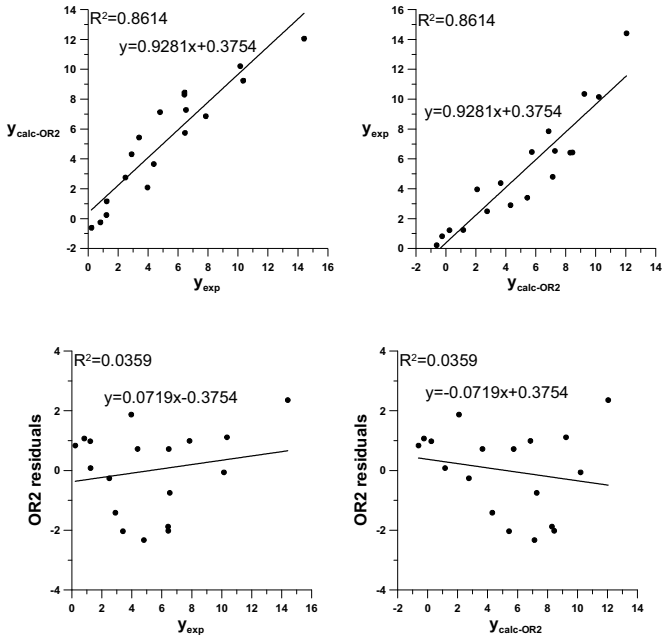 14
R²=0.8614
12
y=0.9281x+0.3754
10
8
y calc-OR2
6
4
2
0
-2
0 2 4 6 8 10 12 14 16
y exp
16
R²=0.8614
14
12
10
y=0.9281x+0.3754
y exp
8
6
4
2
0
-2 0 2 4 6 8 10 12 14
y calc-OR2
4
R²=0.0359
y=0.0719x-0.3754
2
OR2 residuals
0
-2
-4
0 2 4 6 8 10 12 14 16
y exp
4
R²=0.0359
y=-0.0719x+0.3754
2
OR2 residuals
0
-2
-4
-2 0 2 4 6 8 10 12 14
y calc-OR2